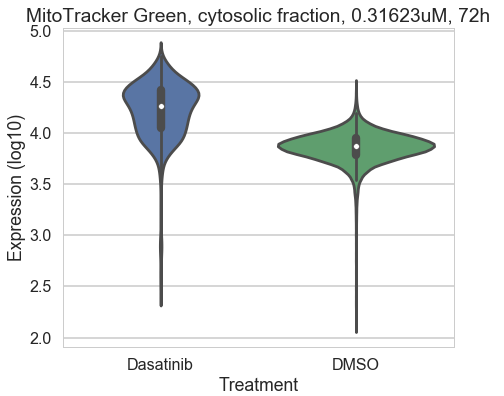 MitoTracker Green, cytosolic fraction, 0.31623uM, 72h
5.0
4.5
4.0
3.5
3.0
2.5
2.0
Expression (log10)
Dasatinib
DMSO
Treatment